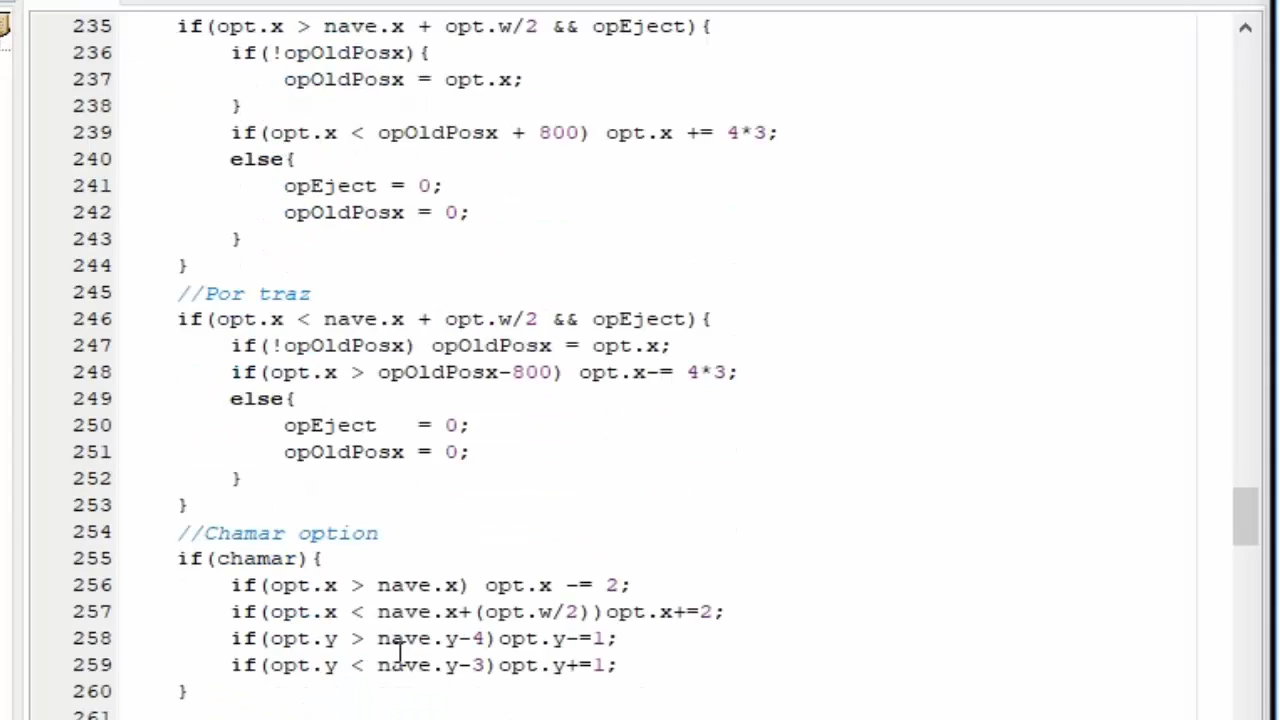 235 if(opt.x > nave.x + opt.w/2 && opEject){
236 if(!opOldPosx){
237 opOldPosx = opt.x;
238 }
239 if(opt.x < opOldPosx + 800) opt.x += 4*3;
240 else{
241 opEject = 0;
242 opOldPosx = 0;
243 }
244 }
245 //Por traz
246 if(opt.x < nave.x + opt.w/2 && opEject){
247 if(!opOldPosx) opOldPosx = opt.x;
248 if(opt.x > opOldPosx-800) opt.x-= 4*3;
249 else{
250 opEject   = 0;
251 opOldPosx = 0;
252 }
253 }
254 //Chamar option
255 if(chamar){
256 if(opt.x > nave.x) opt.x -= 2;
257 if(opt.x < nave.x+(opt.w/2))opt.x+=2;
258 if(opt.y > nave.y-4)opt.y-=1;
259 if(opt.y < nave.y-3)opt.y+=1;
260 }
261